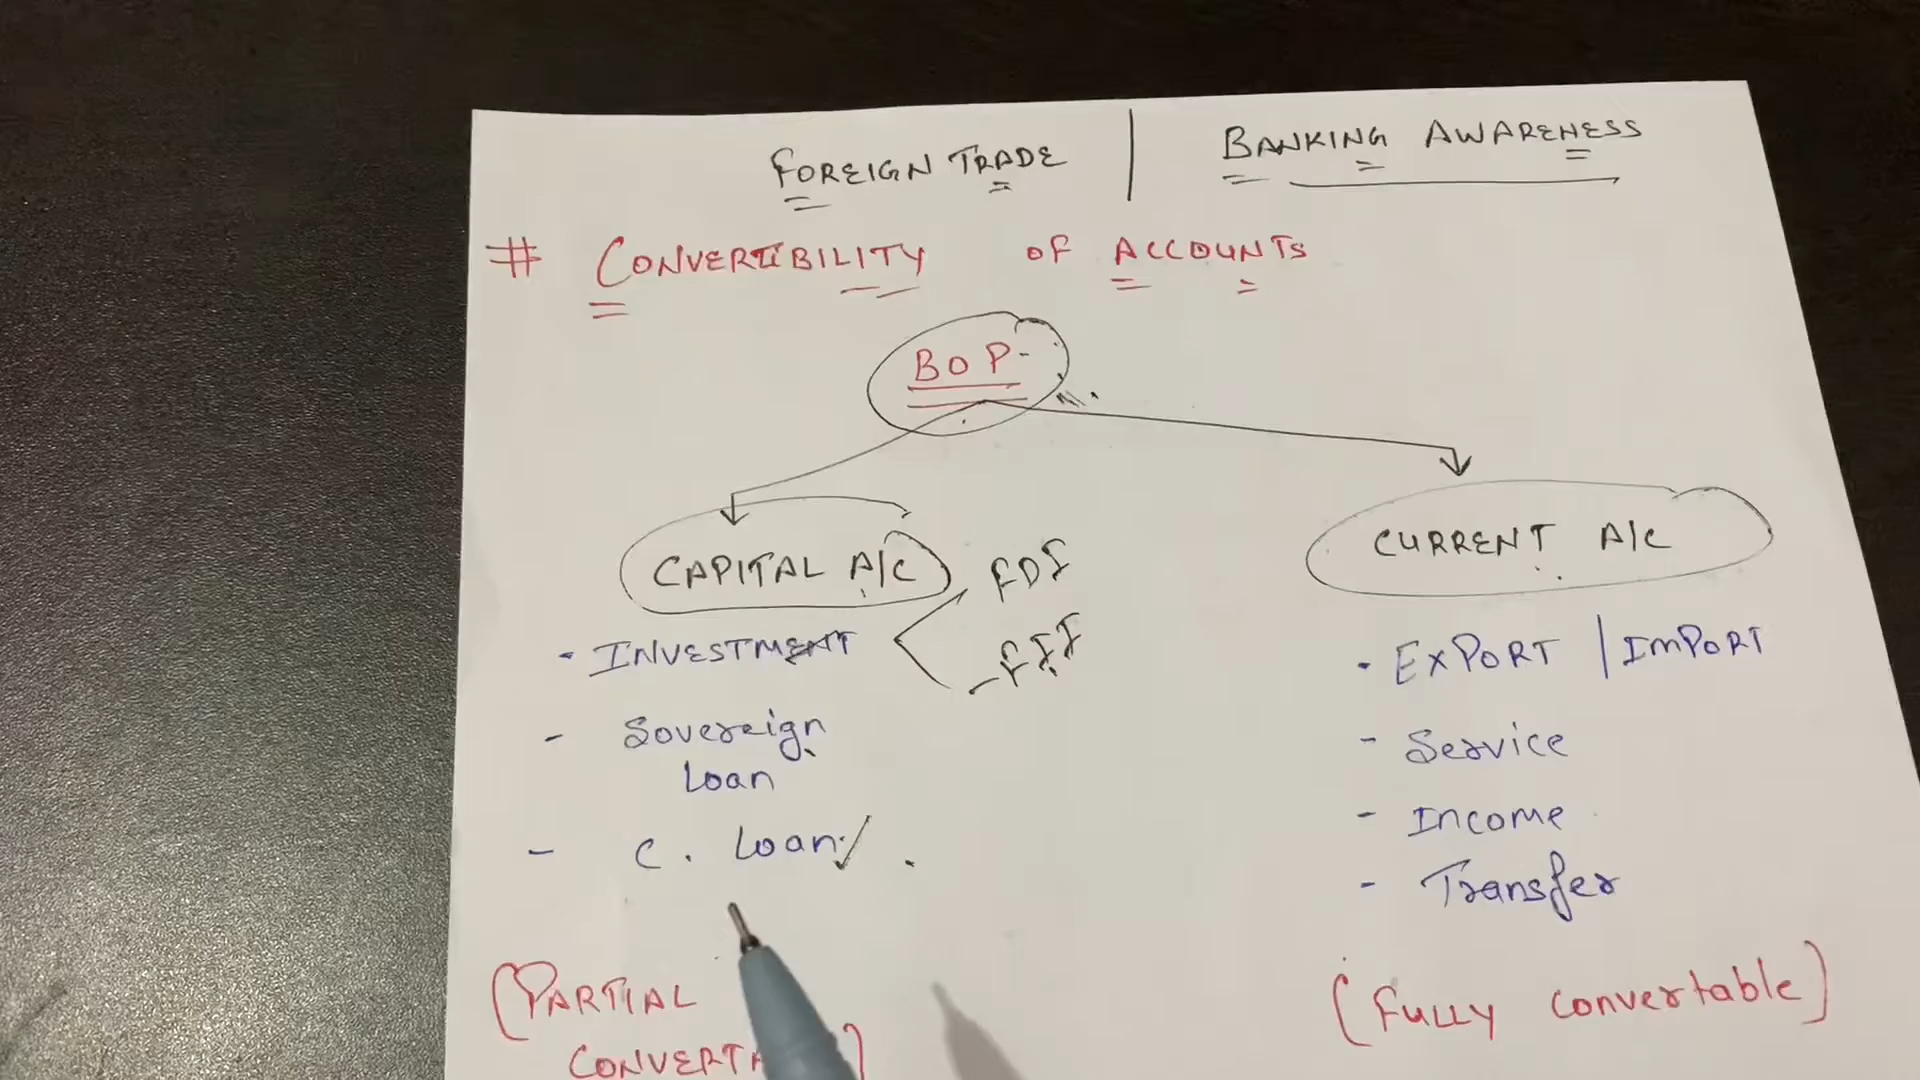 FOREIGN TRADE | BANKING AWARENESS
# CONVERTIBILITY OF ACCOUNTS
BOP
CAPITAL A/C
FDI
FII
• INVESTMENT
- Sovereign
Loan
- C. Loan
(PARTIAL
CURRENT A/C
• EXPORT / IMPORT
- Service
- Income
- Transfer
(FULLY convertable)